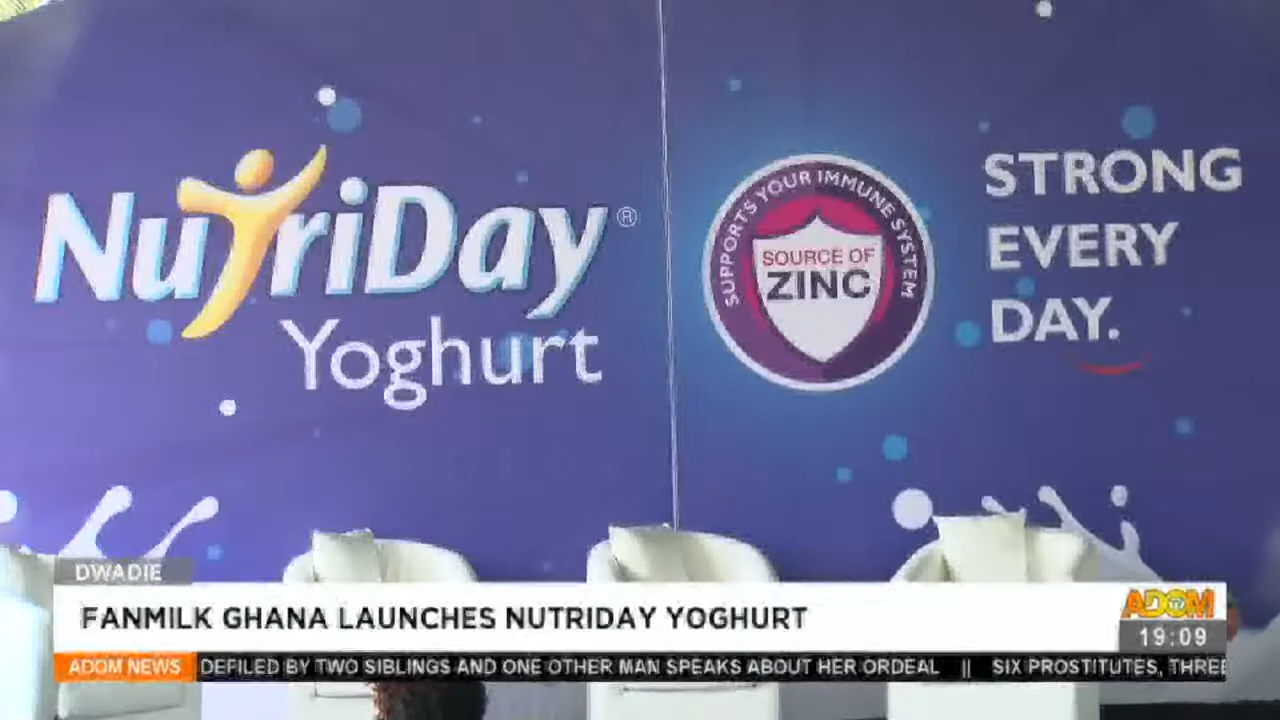 NutriDay®
Yoghurt
SUPPORTS YOUR IMMUNE SYSTEM
SOURCE OF
ZINC
STRONG
EVERY
DAY.
DWADIE
FANMILK GHANA LAUNCHES NUTRIDAY YOGHURT
ADOM
19:09
ADOM NEWS
DEFILED BY TWO SIBLINGS AND ONE OTHER MAN SPEAKS ABOUT HER ORDEAL || SIX PROSTITUTES, THREE